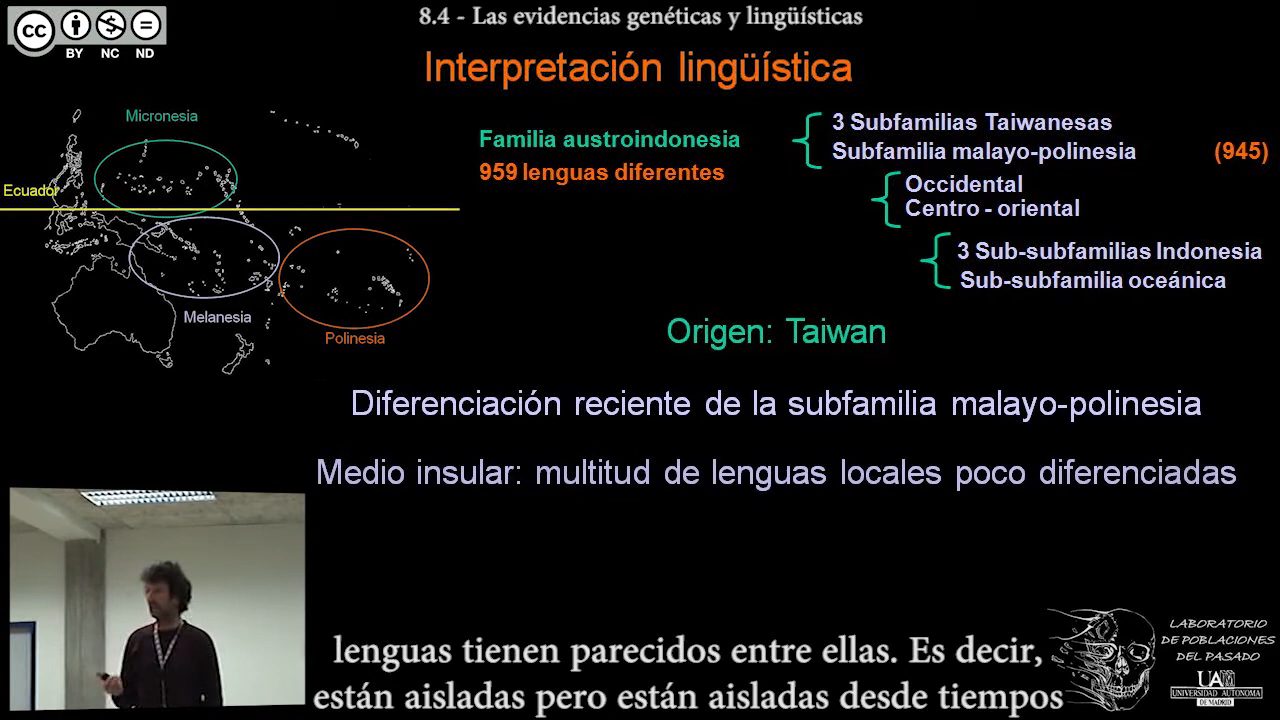 8.4 - Las evidencias genéticas y lingüísticas
cc
BY NC ND
Interpretación lingüística
Micronesia
Ecuador
Melanesia
Polinesia
Familia austroindonesia
959 lenguas diferentes
3 Subfamilias Taiwanesas
Subfamilia malayo-polinesia (945)
Occidental
Centro - oriental
3 Sub-subfamilias Indonesia
Sub-subfamilia oceánica
Origen: Taiwan
Diferenciación reciente de la subfamilia malayo-polinesia
Medio insular: multitud de lenguas locales poco diferenciadas
lenguas tienen parecidos entre ellas. Es decir,
están aisladas pero están aisladas desde tiempos
LABORATORIO
DE POBLACIONES
DEL PASADO
UAM
UNIVERSIDAD AUTONOMA
DE MADRID